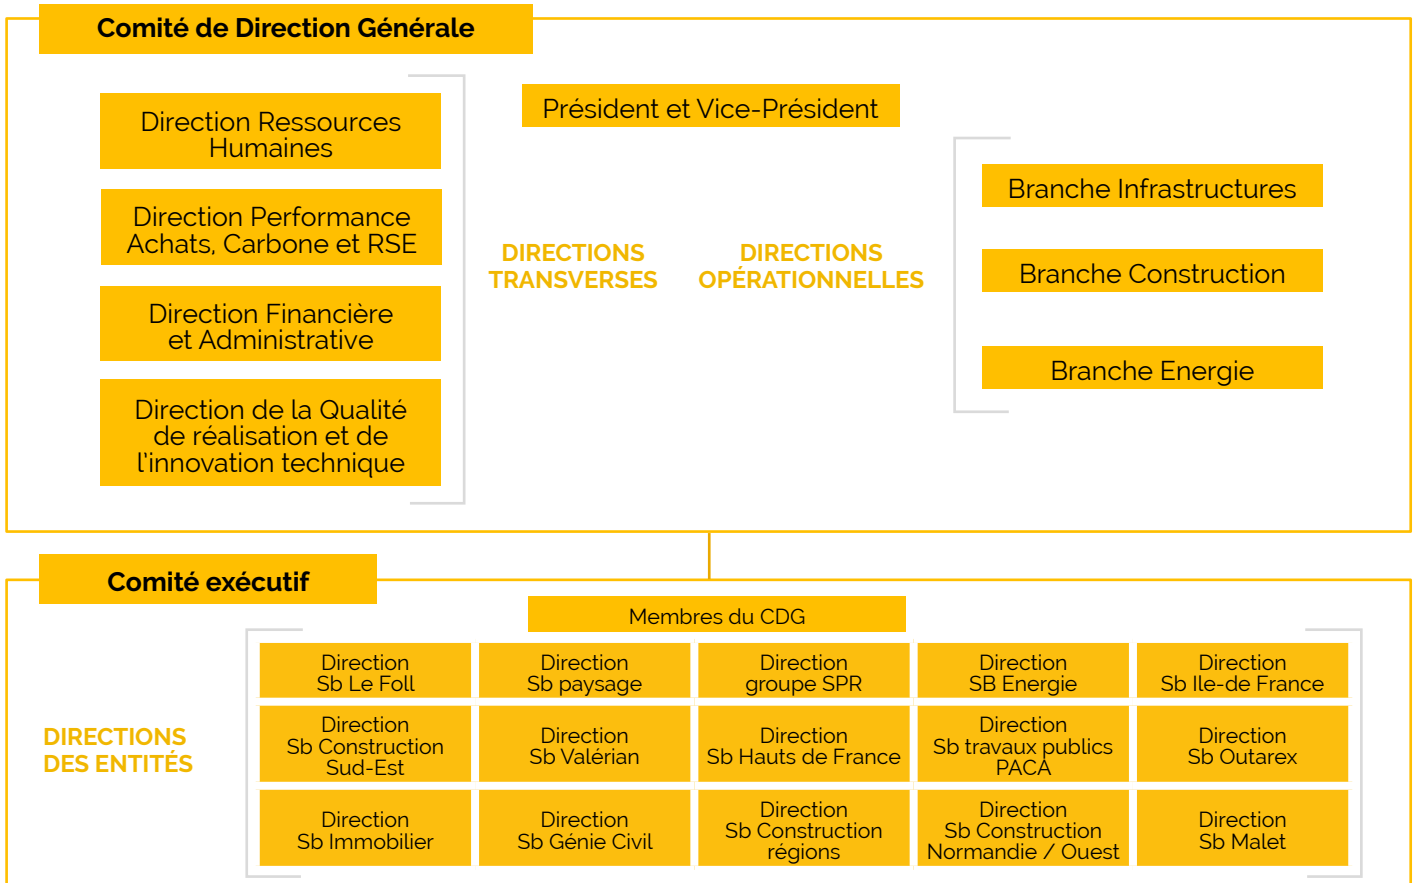 Comité de Direction Générale
Président et Vice-Président
Direction Ressources
Humaines
Direction Performance
Achats, Carbone et RSE
Direction Financière
et Administrative
Direction de la Qualité
de réalisation et de
l'innovation technique
DIRECTIONS
TRANSVERSES
DIRECTIONS
OPÉRATIONNELLES
Branche Infrastructures
Branche Construction
Branche Energie
Comité exécutif
Membres du CDG
DIRECTIONS
DES ENTITÉS
Direction
Sb Le Foll
Direction
Sb paysage
Direction
groupe SPR
Direction
SB Energie
Direction
Sb Ile-de France
Direction
Sb Construction
Sud-Est
Direction
Sb Valérian
Direction
Sb Hauts de France
Direction
Sb travaux publics
PACA
Direction
Sb Outarex
Direction
Sb Immobilier
Direction
Sb Génie Civil
Direction
Sb Construction
régions
Direction
Sb Construction
Normandie / Ouest
Direction
Sb Malet